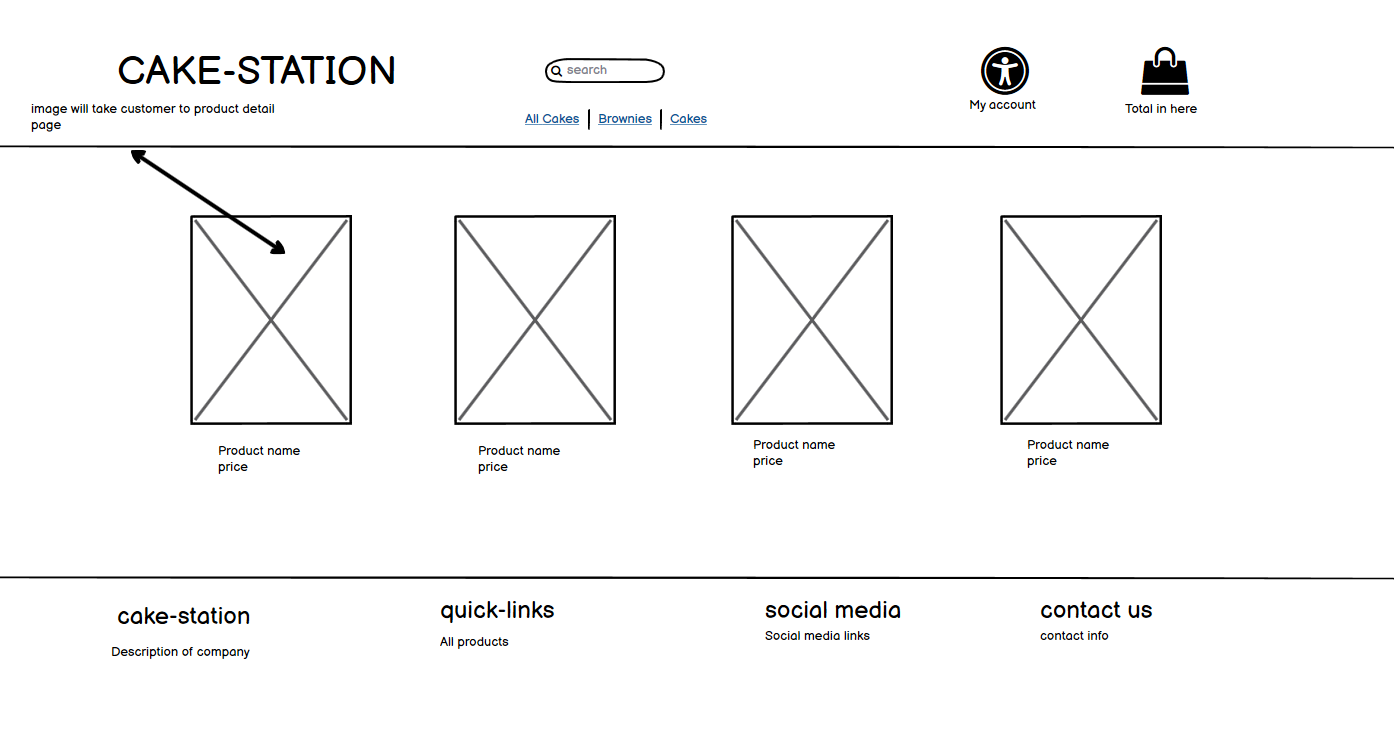 CAKE-STATION
search
image will take customer to product detail
page
All Cakes | Brownies | Cakes
My account
Total in here
Product name
price
Product name
price
Product name
price
Product name
price
cake-station
Description of company
quick-links
All products
social media
Social media links
contact us
contact info